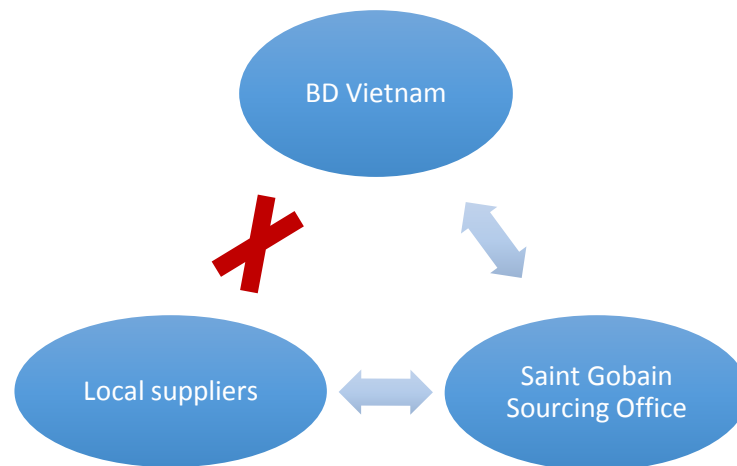 BD Vietnam
Local suppliers
Saint Gobain
Sourcing Office